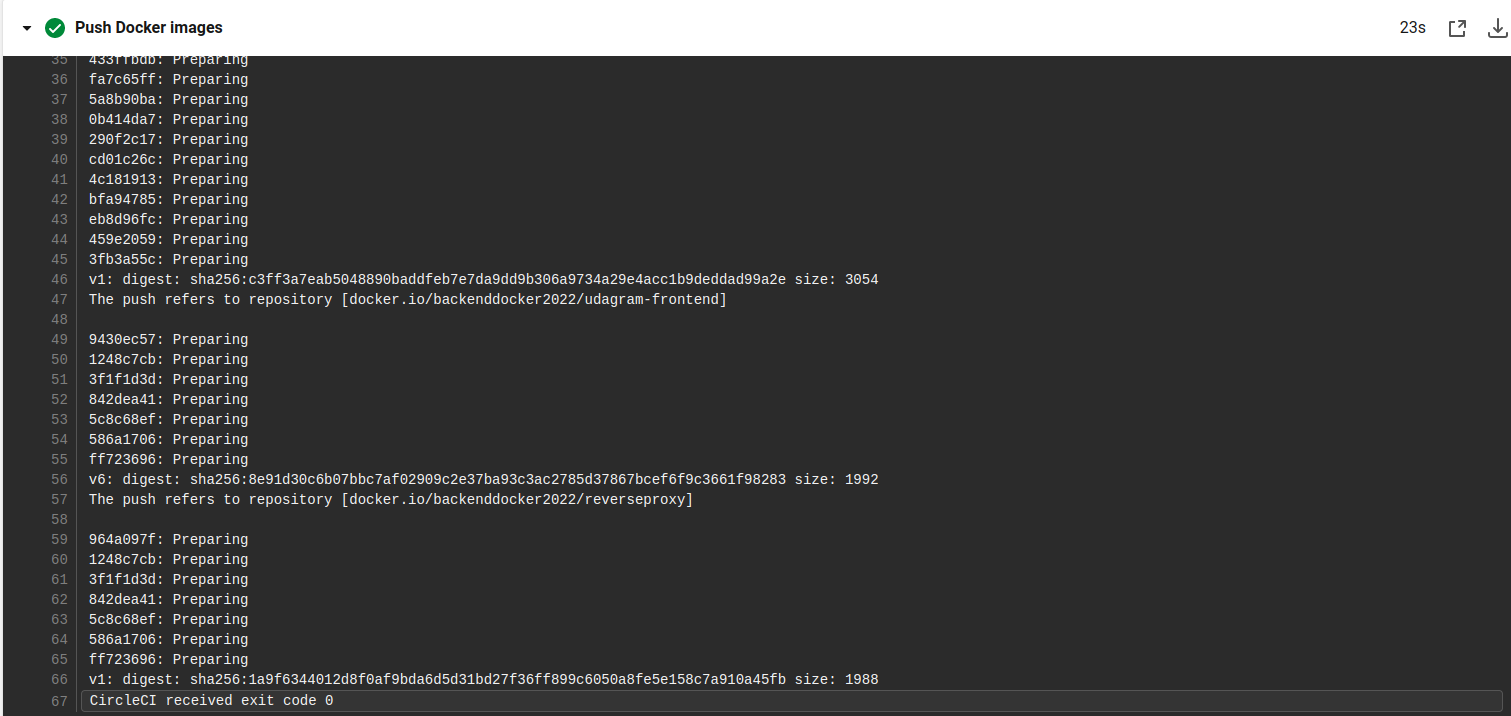 Push Docker images 23s
35 433ffbdb: Preparing
36 fa7c65ff: Preparing
37 5a8b90ba: Preparing
38 0b414da7: Preparing
39 290f2c17: Preparing
40 cd01c26c: Preparing
41 4c181913: Preparing
42 bfa94785: Preparing
43 eb8d96fc: Preparing
44 459e2059: Preparing
45 3fb3a55c: Preparing
46 v1: digest: sha256:c3ff3a7eab5048890baddfeb7e7da9dd9b306a9734a29e4acc1b9deddad99a2e size: 3054
47 The push refers to repository [docker.io/backenddocker2022/udagram-frontend]
48
49 9430ec57: Preparing
50 1248c7cb: Preparing
51 3f1f1d3d: Preparing
52 842dea41: Preparing
53 5c8c68ef: Preparing
54 586a1706: Preparing
55 ff723696: Preparing
56 v6: digest: sha256:8e91d30c6b07bbc7af02909c2e37ba93c3ac2785d37867bcef6f9c3661f98283 size: 1992
57 The push refers to repository [docker.io/backenddocker2022/reverseproxy]
58
59 964a097f: Preparing
60 1248c7cb: Preparing
61 3f1f1d3d: Preparing
62 842dea41: Preparing
63 5c8c68ef: Preparing
64 586a1706: Preparing
65 ff723696: Preparing
66 v1: digest: sha256:1a9f6344012d8f0af9bda6d5d31bd27f36ff899c6050a8fe5e158c7a910a45fb size: 1988
67 CircleCI received exit code 0